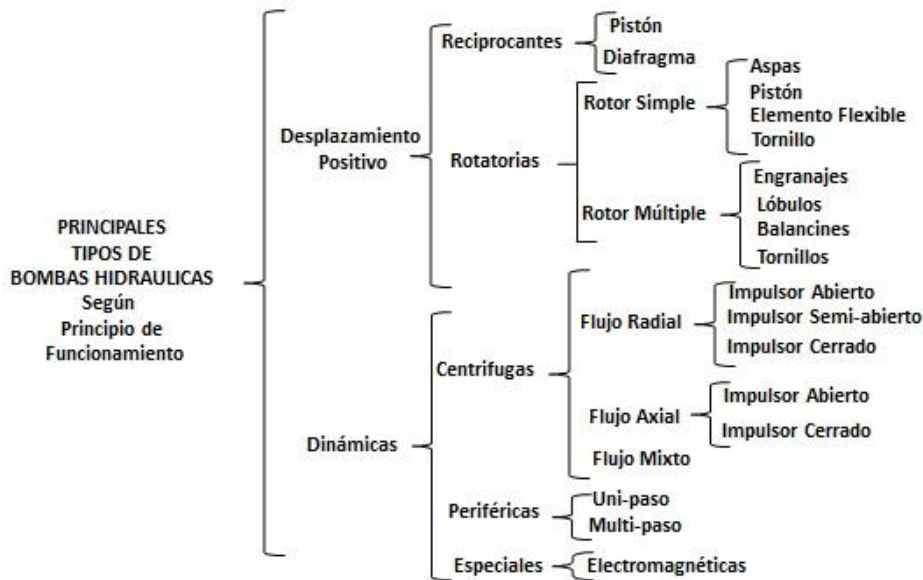 PRINCIPALES
TIPOS DE
BOMBAS HIDRAULICAS
Según
Principio de
Funcionamiento
Desplazamiento
Positivo
Reciprocantes
Pistón
Diafragma
Rotatorias
Rotor Simple
Aspas
Pistón
Elemento Flexible
Tornillo
Rotor Múltiple
Engranajes
Lóbulos
Balancines
Tornillos
Dinámicas
Centrifugas
Flujo Radial
Impulsor Abierto
Impulsor Semi-abierto
Impulsor Cerrado
Flujo Axial
Impulsor Abierto
Impulsor Cerrado
Flujo Mixto
Periféricas
Uni-paso
Multi-paso
Especiales
Electromagnéticas